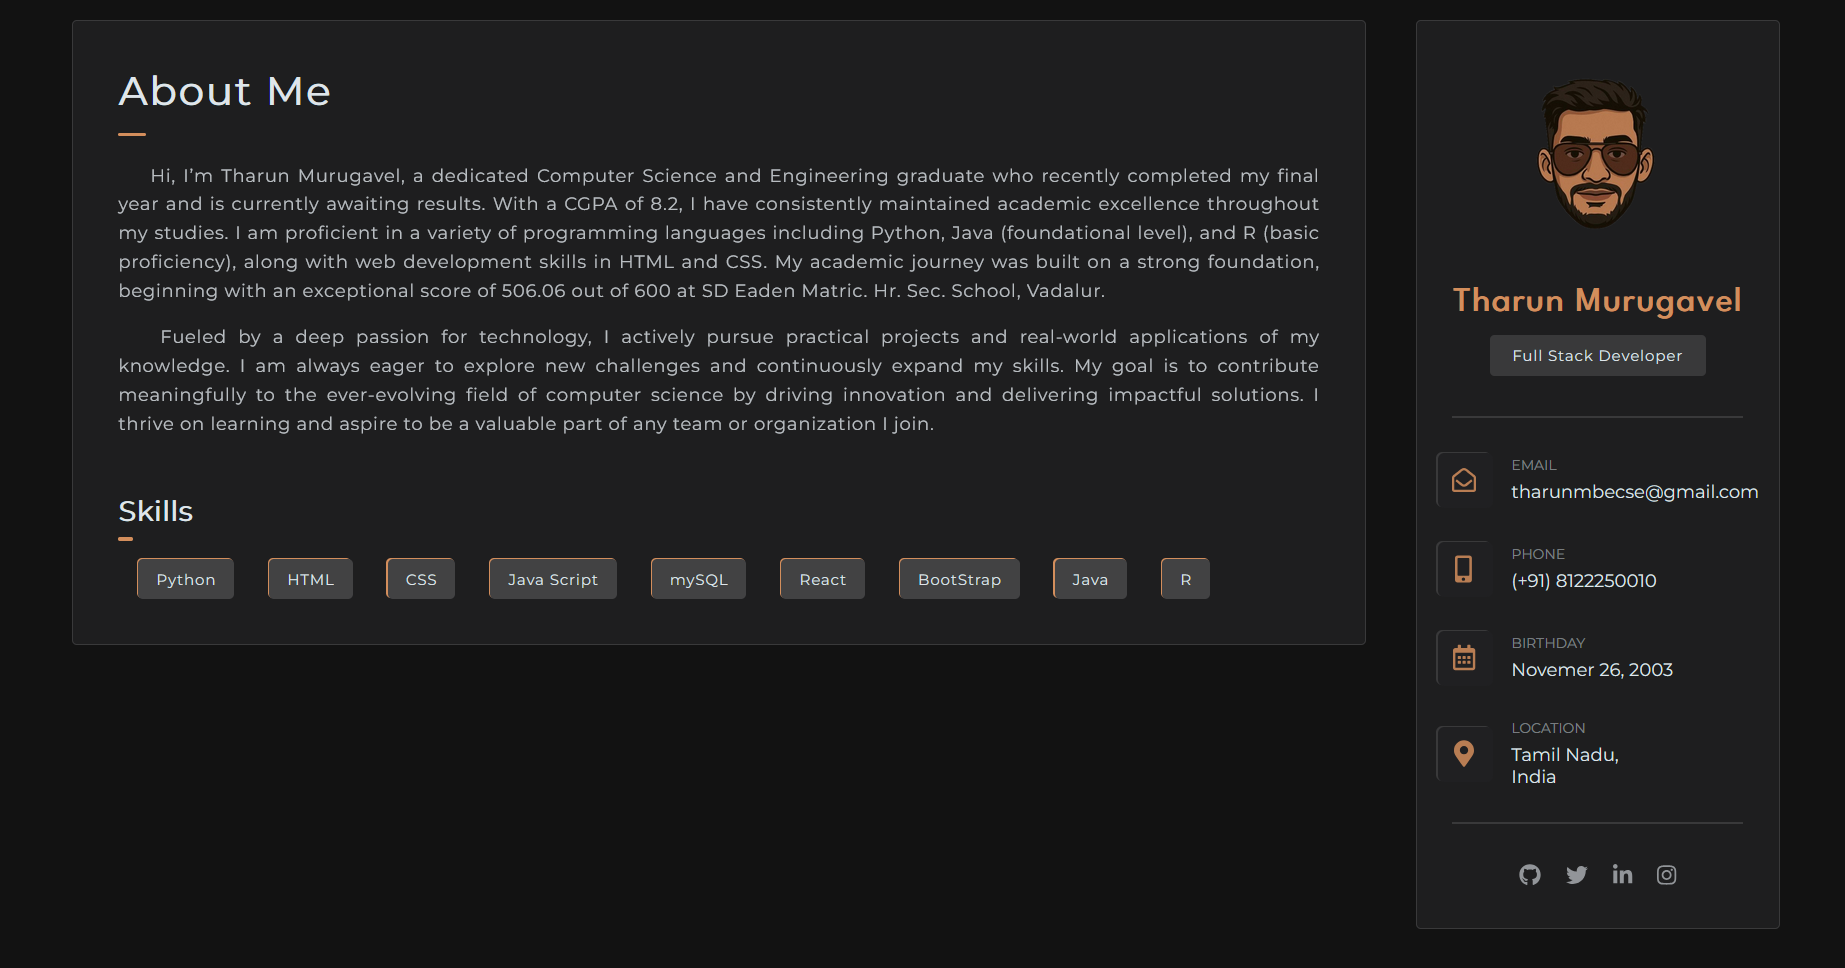 About Me
Hi, I’m Tharun Murugavel, a dedicated Computer Science and Engineering graduate who recently completed my final
year and is currently awaiting results. With a CGPA of 8.2, I have consistently maintained academic excellence throughout
my studies. I am proficient in a variety of programming languages including Python, Java (foundational level), and R (basic
proficiency), along with web development skills in HTML and CSS. My academic journey was built on a strong foundation,
beginning with an exceptional score of 506.06 out of 600 at SD Eaden Matric. Hr. Sec. School, Vadalur.
Fueled by a deep passion for technology, I actively pursue practical projects and real-world applications of my
knowledge. I am always eager to explore new challenges and continuously expand my skills. My goal is to contribute
meaningfully to the ever-evolving field of computer science by driving innovation and delivering impactful solutions. I
thrive on learning and aspire to be a valuable part of any team or organization I join.
Skills
Python HTML CSS Java Script mySQL React BootStrap Java R
Tharun Murugavel
Full Stack Developer
EMAIL
tharunmbecse@gmail.com
PHONE
(+91) 8122250010
BIRTHDAY
Novemer 26, 2003
LOCATION
Tamil Nadu,
India